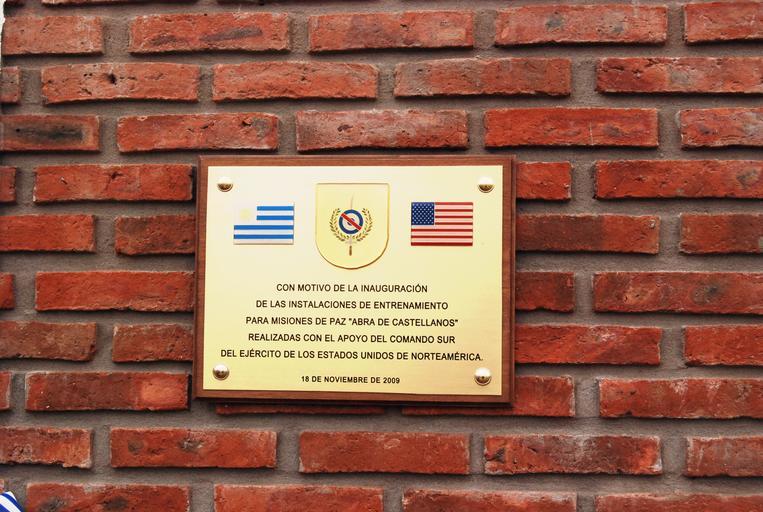 CON MOTIVO DE LA INAUGURACIÓN
DE LAS INSTALACIONES DE ENTRENAMIENTO
PARA MISIONES DE PAZ "ABRA DE CASTELLANOS"
REALIZADAS CON EL APOYO DEL COMANDO SUR
DEL EJÉRCITO DE LOS ESTADOS UNIDOS DE NORTEAMÉRICA.
18 DE NOVIEMBRE DE 2009